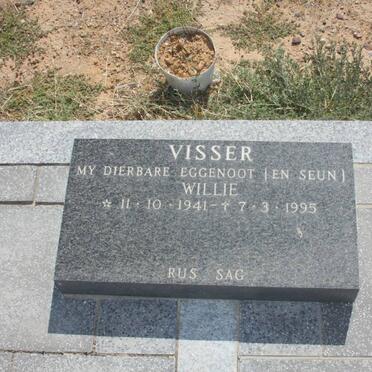 VISSER
MY DIERBARE EGGENOOT (EN SEUN)
WILLIE
☆ 11·10·1941 - ✝ 7·3·1995
RUS SAG